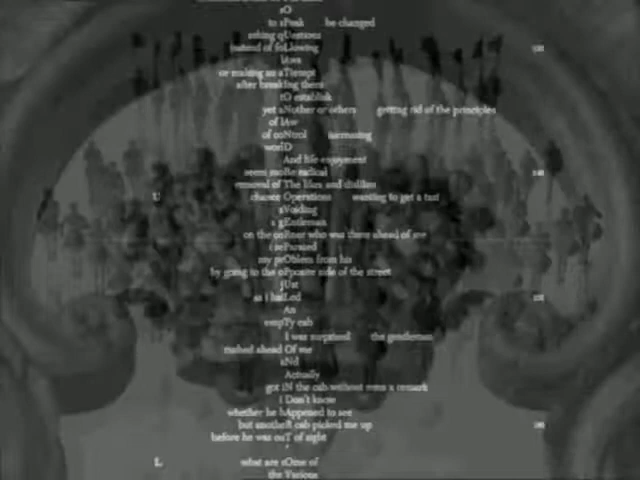 sO
to sPeak he changed
asking qUestions
instead of foLlowing
lAws
or making an aTtempt
after breakIng them
tO establish
yet aNother or others getting rid of the principles
of lAw
of coNtrol increasing
worlD
And life enjoyment
seem moRe radical
removal of The likes and dislikes
U chance Operations wanting to get a taxi
aVoiding
a gEntleman
on the coRner who was there ahead of me
i seParated
my prOblem from his
by going to the oPposite side of the street
jUst
as i haiLed
An
empTy cab
I was surprised the gentleman
rushed ahead Of me
aNd
Actually
got iN the cab without even a remark
i Don't know
whether he hAppened to see
but anotheR cab picked me up
before he was ouT of sight
L what are sOme of
the Various